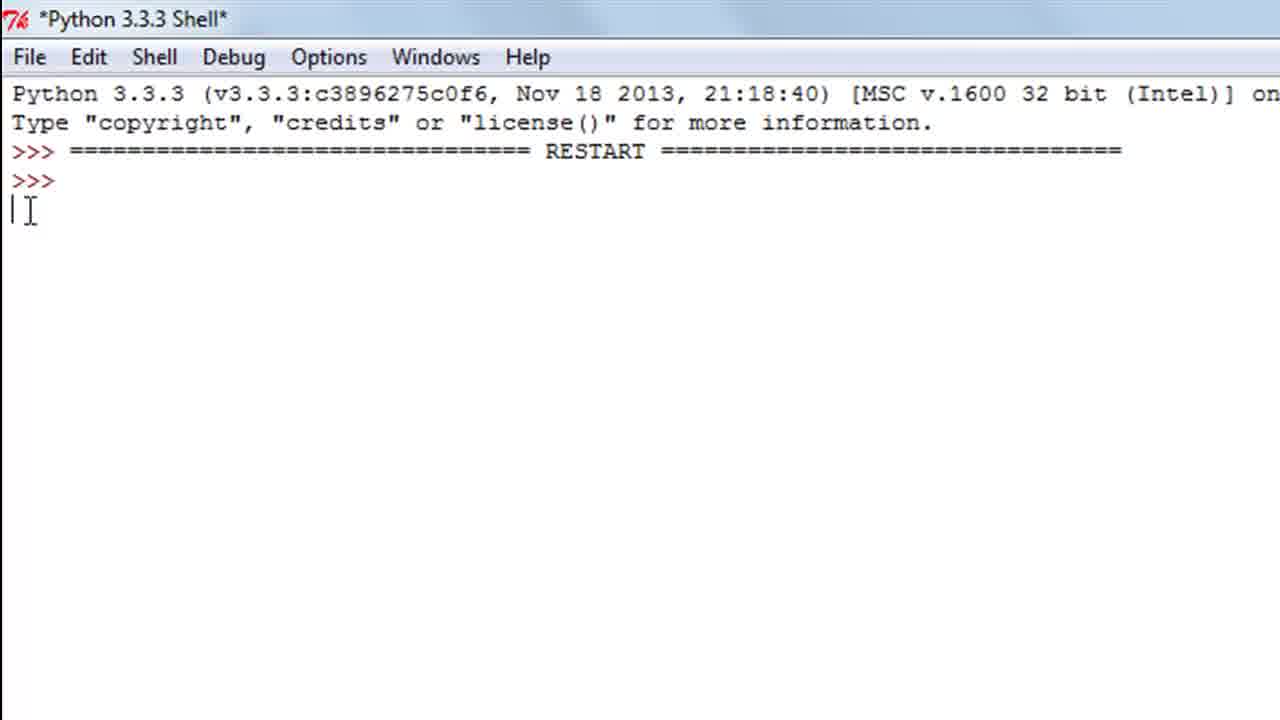 *Python 3.3.3 Shell*
File Edit Shell Debug Options Windows Help
Python 3.3.3 (v3.3.3:c3896275c0f6, Nov 18 2013, 21:18:40) [MSC v.1600 32 bit (Intel)] on
Type "copyright", "credits" or "license()" for more information.
>>> ================================ RESTART ================================
>>>